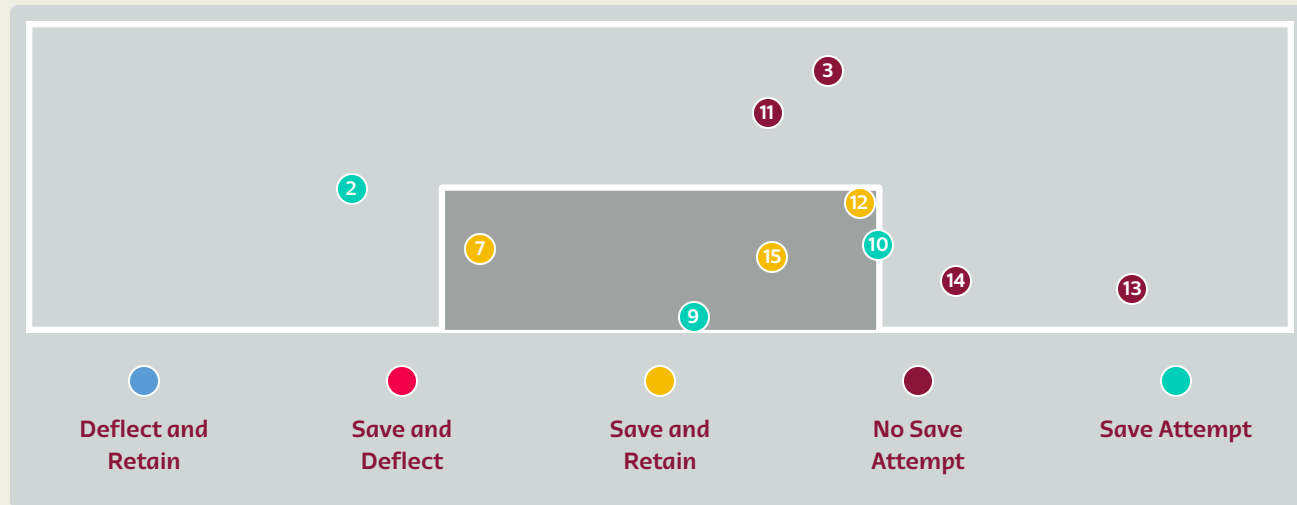 3
11
2
12
10
7
15
14
13
9
Deflect and
Retain
Save and
Deflect
Save and
Retain
No Save
Attempt
Save Attempt